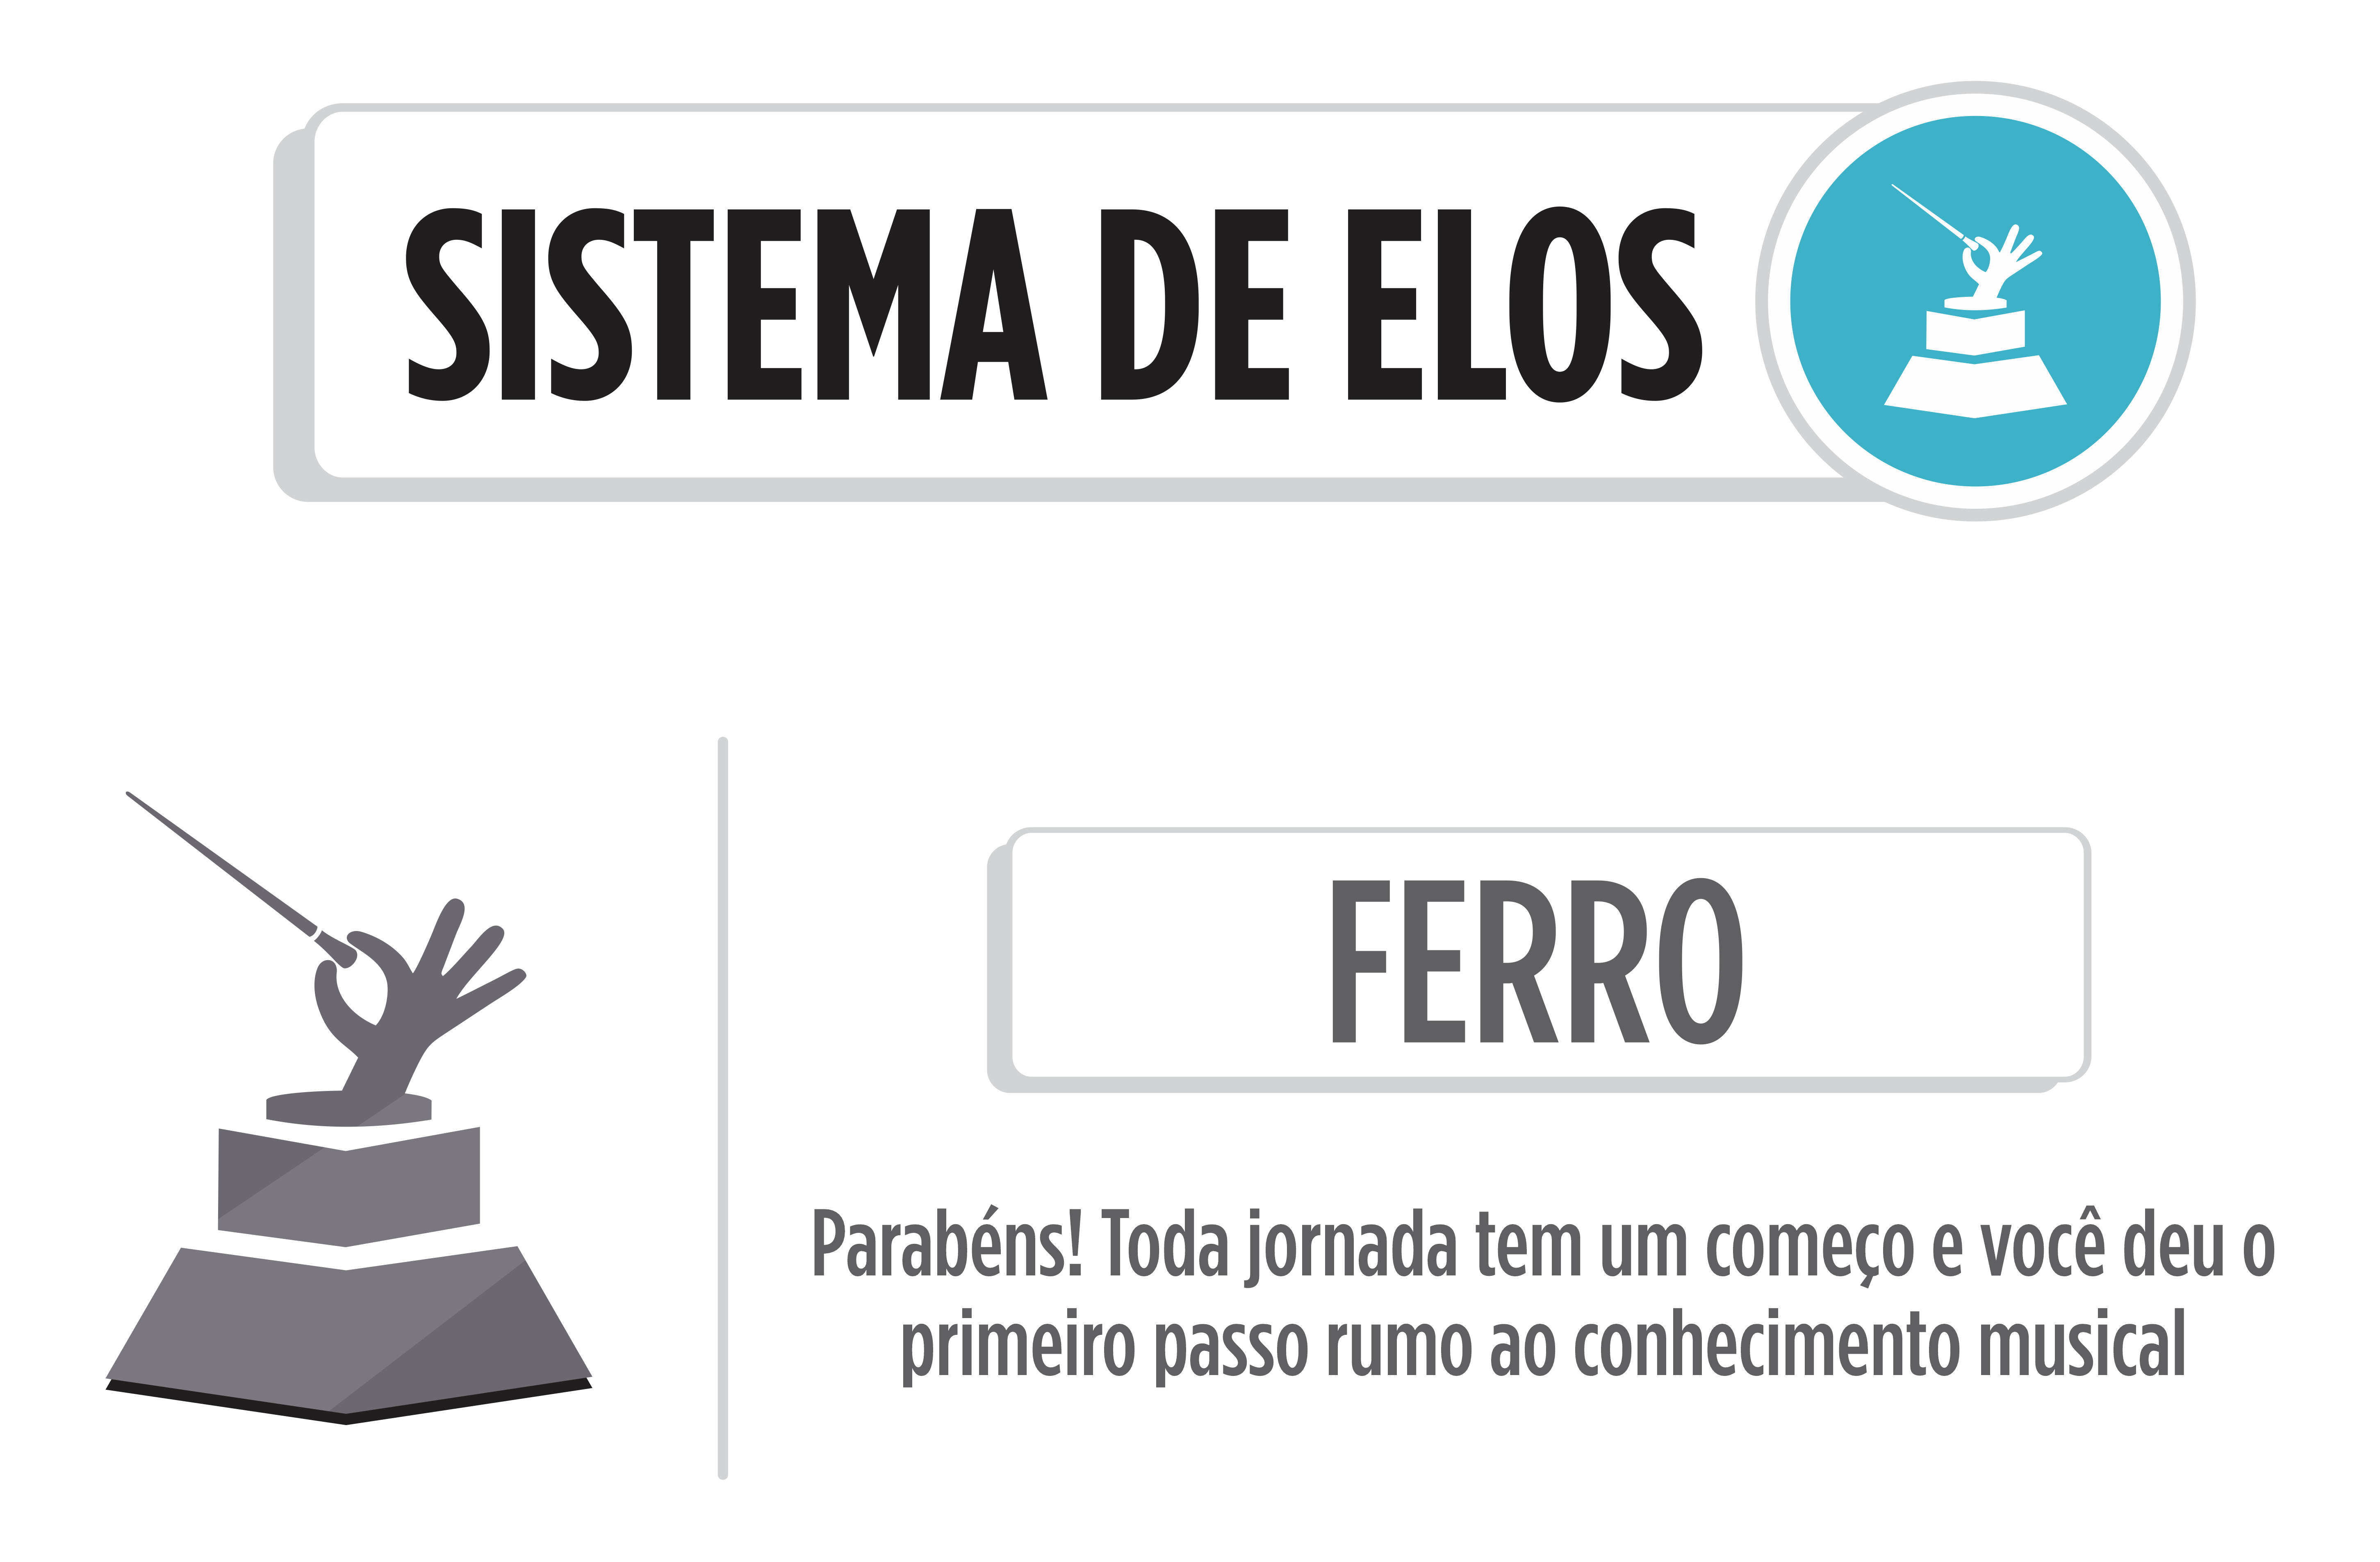 SISTEMA DE ELOS
FERRO
Parabéns! Toda jornada tem um começo e você deu o
primeiro passo rumo ao conhecimento musical